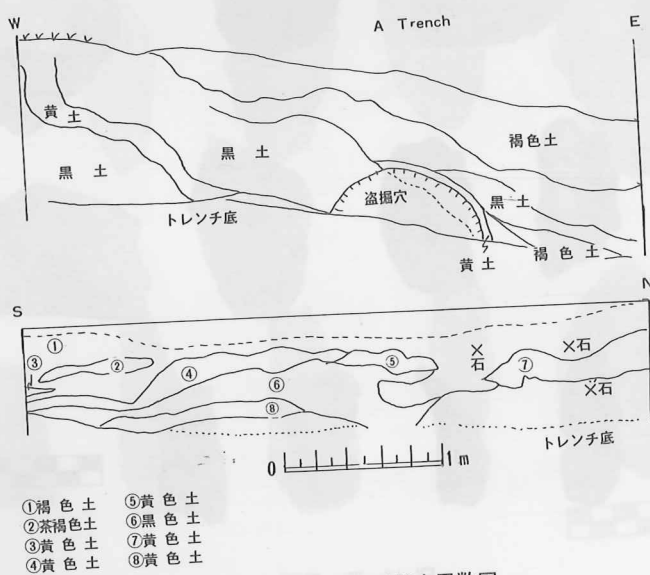 W A Trench E
黄土
褐色土
黒土
黒土
盗掘穴
黒土
トレンチ底
褐色土
黄土
S N
①
③
②
④
⑤
⑥
⑦
⑧
×石
×石
×石
トレンチ底
0 1m
①褐色土 ⑤黄色土
②茶褐色土 ⑥黒色土
③黄色土 ⑦黄色土
④黄色土 ⑧黄色土